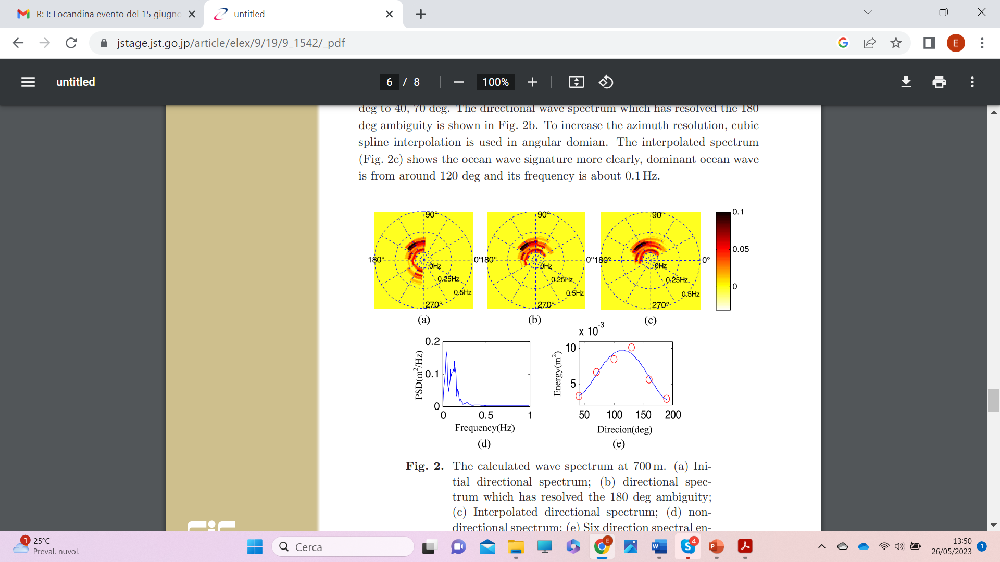 R: I: Locandina evento del 15 giugno
untitled
jstage.jst.go.jp/article/elex/9/19/9_1542/_pdf
E
untitled
6 / 8
100%
deg to 40, 70 deg. The directional wave spectrum which has resolved the 180
deg ambiguity is shown in Fig. 2b. To increase the azimuth resolution, cubic
spline interpolation is used in angular domian. The interpolated spectrum
(Fig. 2c) shows the ocean wave signature more clearly, dominant ocean wave
is from around 120 deg and its frequency is about 0.1 Hz.
90°
180°
0°
0Hz
0.25Hz
0.5Hz
270°
(a)
90°
180°
0°
0Hz
0.25Hz
0.5Hz
270°
(b)
90°
180°
0°
0Hz
0.25Hz
0.5Hz
270°
(c)
0.1
0.05
0
0.2
0.1
0
PSD(m²/Hz)
0 0.5 1
Frequency(Hz)
(d)
x 10⁻³
10
5
Energy(m²)
50 100 150 200
Direcion(deg)
(e)
Fig. 2. The calculated wave spectrum at 700 m. (a) Ini-
tial directional spectrum; (b) directional spec-
trum which has resolved the 180 deg ambiguity;
(c) Interpolated directional spectrum; (d) non-
directional spectrum; (e) Six direction spectral en-
1
25°C
Preval. nuvol.
Cerca
E
W
S
4
P
13:50
26/05/2023
1